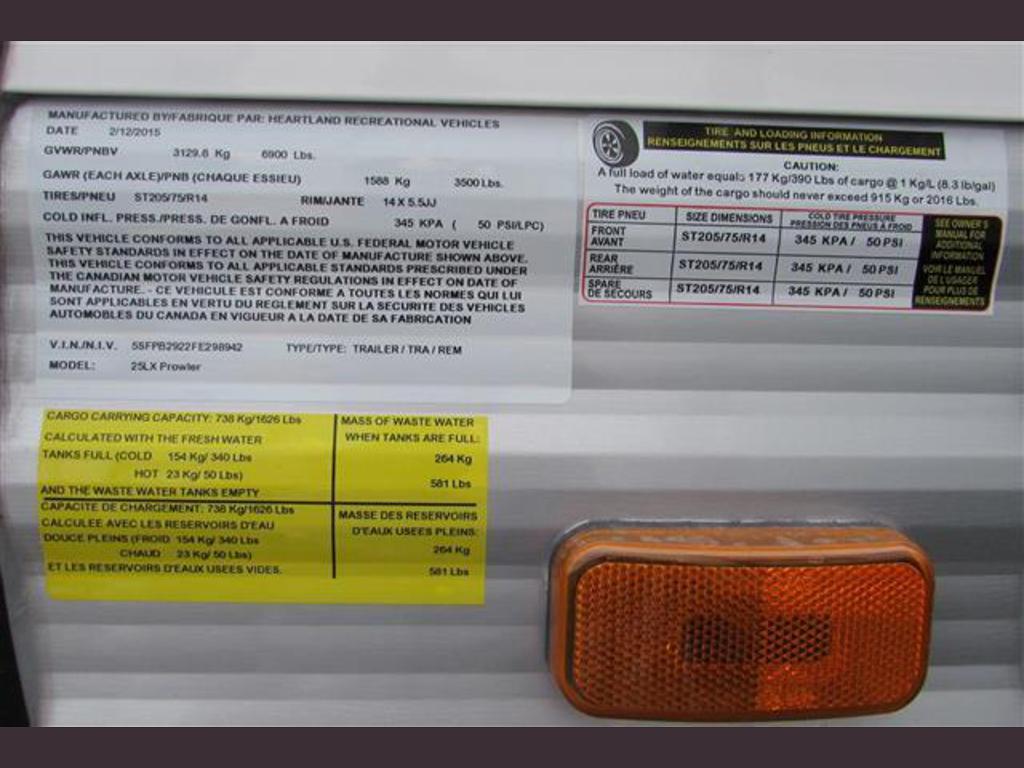 MANUFACTURED BY/FABRIQUE PAR: HEARTLAND RECREATIONAL VEHICLES
DATE 2/12/2015
GVWR/PNBV 3129.8 Kg 6900 Lbs.
GAWR (EACH AXLE)/PNB (CHAQUE ESSIEU) 1588 Kg 3500 Lbs.
TIRES/PNEU ST205/75/R14 RIM/JANTE 14 X 5.5JJ
COLD INFL. PRESS./PRESS. DE GONFL. A FROID 345 KPA ( 50 PSI/LPC)
THIS VEHICLE CONFORMS TO ALL APPLICABLE U.S. FEDERAL MOTOR VEHICLE
SAFETY STANDARDS IN EFFECT ON THE DATE OF MANUFACTURE SHOWN ABOVE.
THIS VEHICLE CONFORMS TO ALL APPLICABLE STANDARDS PRESCRIBED UNDER
THE CANADIAN MOTOR VEHICLE SAFETY REGULATIONS IN EFFECT ON DATE OF
MANUFACTURE. - CE VEHICULE EST CONFORME A TOUTES LES NORMES QUI LUI
SONT APPLICABLES EN VERTU DU REGLEMENT SUR LA SECURITE DES VEHICLES
AUTOMOBILES DU CANADA EN VIGUEUR A LA DATE DE SA FABRICATION
V.I.N./N.I.V. 5SFPB2922FE298942 TYPE/TYPE: TRAILER / TRA / REM
MODEL: 25LX Prowler
TIRE AND LOADING INFORMATION
RENSEIGNEMENTS SUR LES PNEUS ET LE CHARGEMENT
CAUTION:
A full load of water equals 177 Kg/390 Lbs of cargo @ 1 Kg/L (8.3 lb/gal)
The weight of the cargo should never exceed 915 Kg or 2016 Lbs.
TIRE PNEU SIZE DIMENSIONS COLD TIRE PRESSURE
PRESSION DES PNEUS À FROID
FRONT
AVANT ST205/75/R14 345 KPA / 50 PSI
REAR
ARRIÈRE ST205/75/R14 345 KPA / 50 PSI
SPARE
DE SECOURS ST205/75/R14 345 KPA / 50 PSI
SEE OWNER'S
MANUAL FOR
ADDITIONAL
INFORMATION
VOIR LE MANUEL
DE L'USAGER
POUR PLUS DE
RENSEIGNEMENTS
CARGO CARRYING CAPACITY: 738 Kg/1626 Lbs
CALCULATED WITH THE FRESH WATER
TANKS FULL (COLD 154 Kg/ 340 Lbs
HOT 23 Kg/ 50 Lbs)
AND THE WASTE WATER TANKS EMPTY
MASS OF WASTE WATER
WHEN TANKS ARE FULL:
264 Kg
581 Lbs
CAPACITE DE CHARGEMENT: 738 Kg/1626 Lbs
CALCULEE AVEC LES RESERVOIRS D'EAU
DOUCE PLEINS (FROID 154 Kg/ 340 Lbs
CHAUD 23 Kg/ 50 Lbs)
ET LES RESERVOIRS D'EAUX USEES VIDES.
MASSE DES RESERVOIRS
D'EAUX USEES PLEINS:
264 Kg
581 Lbs